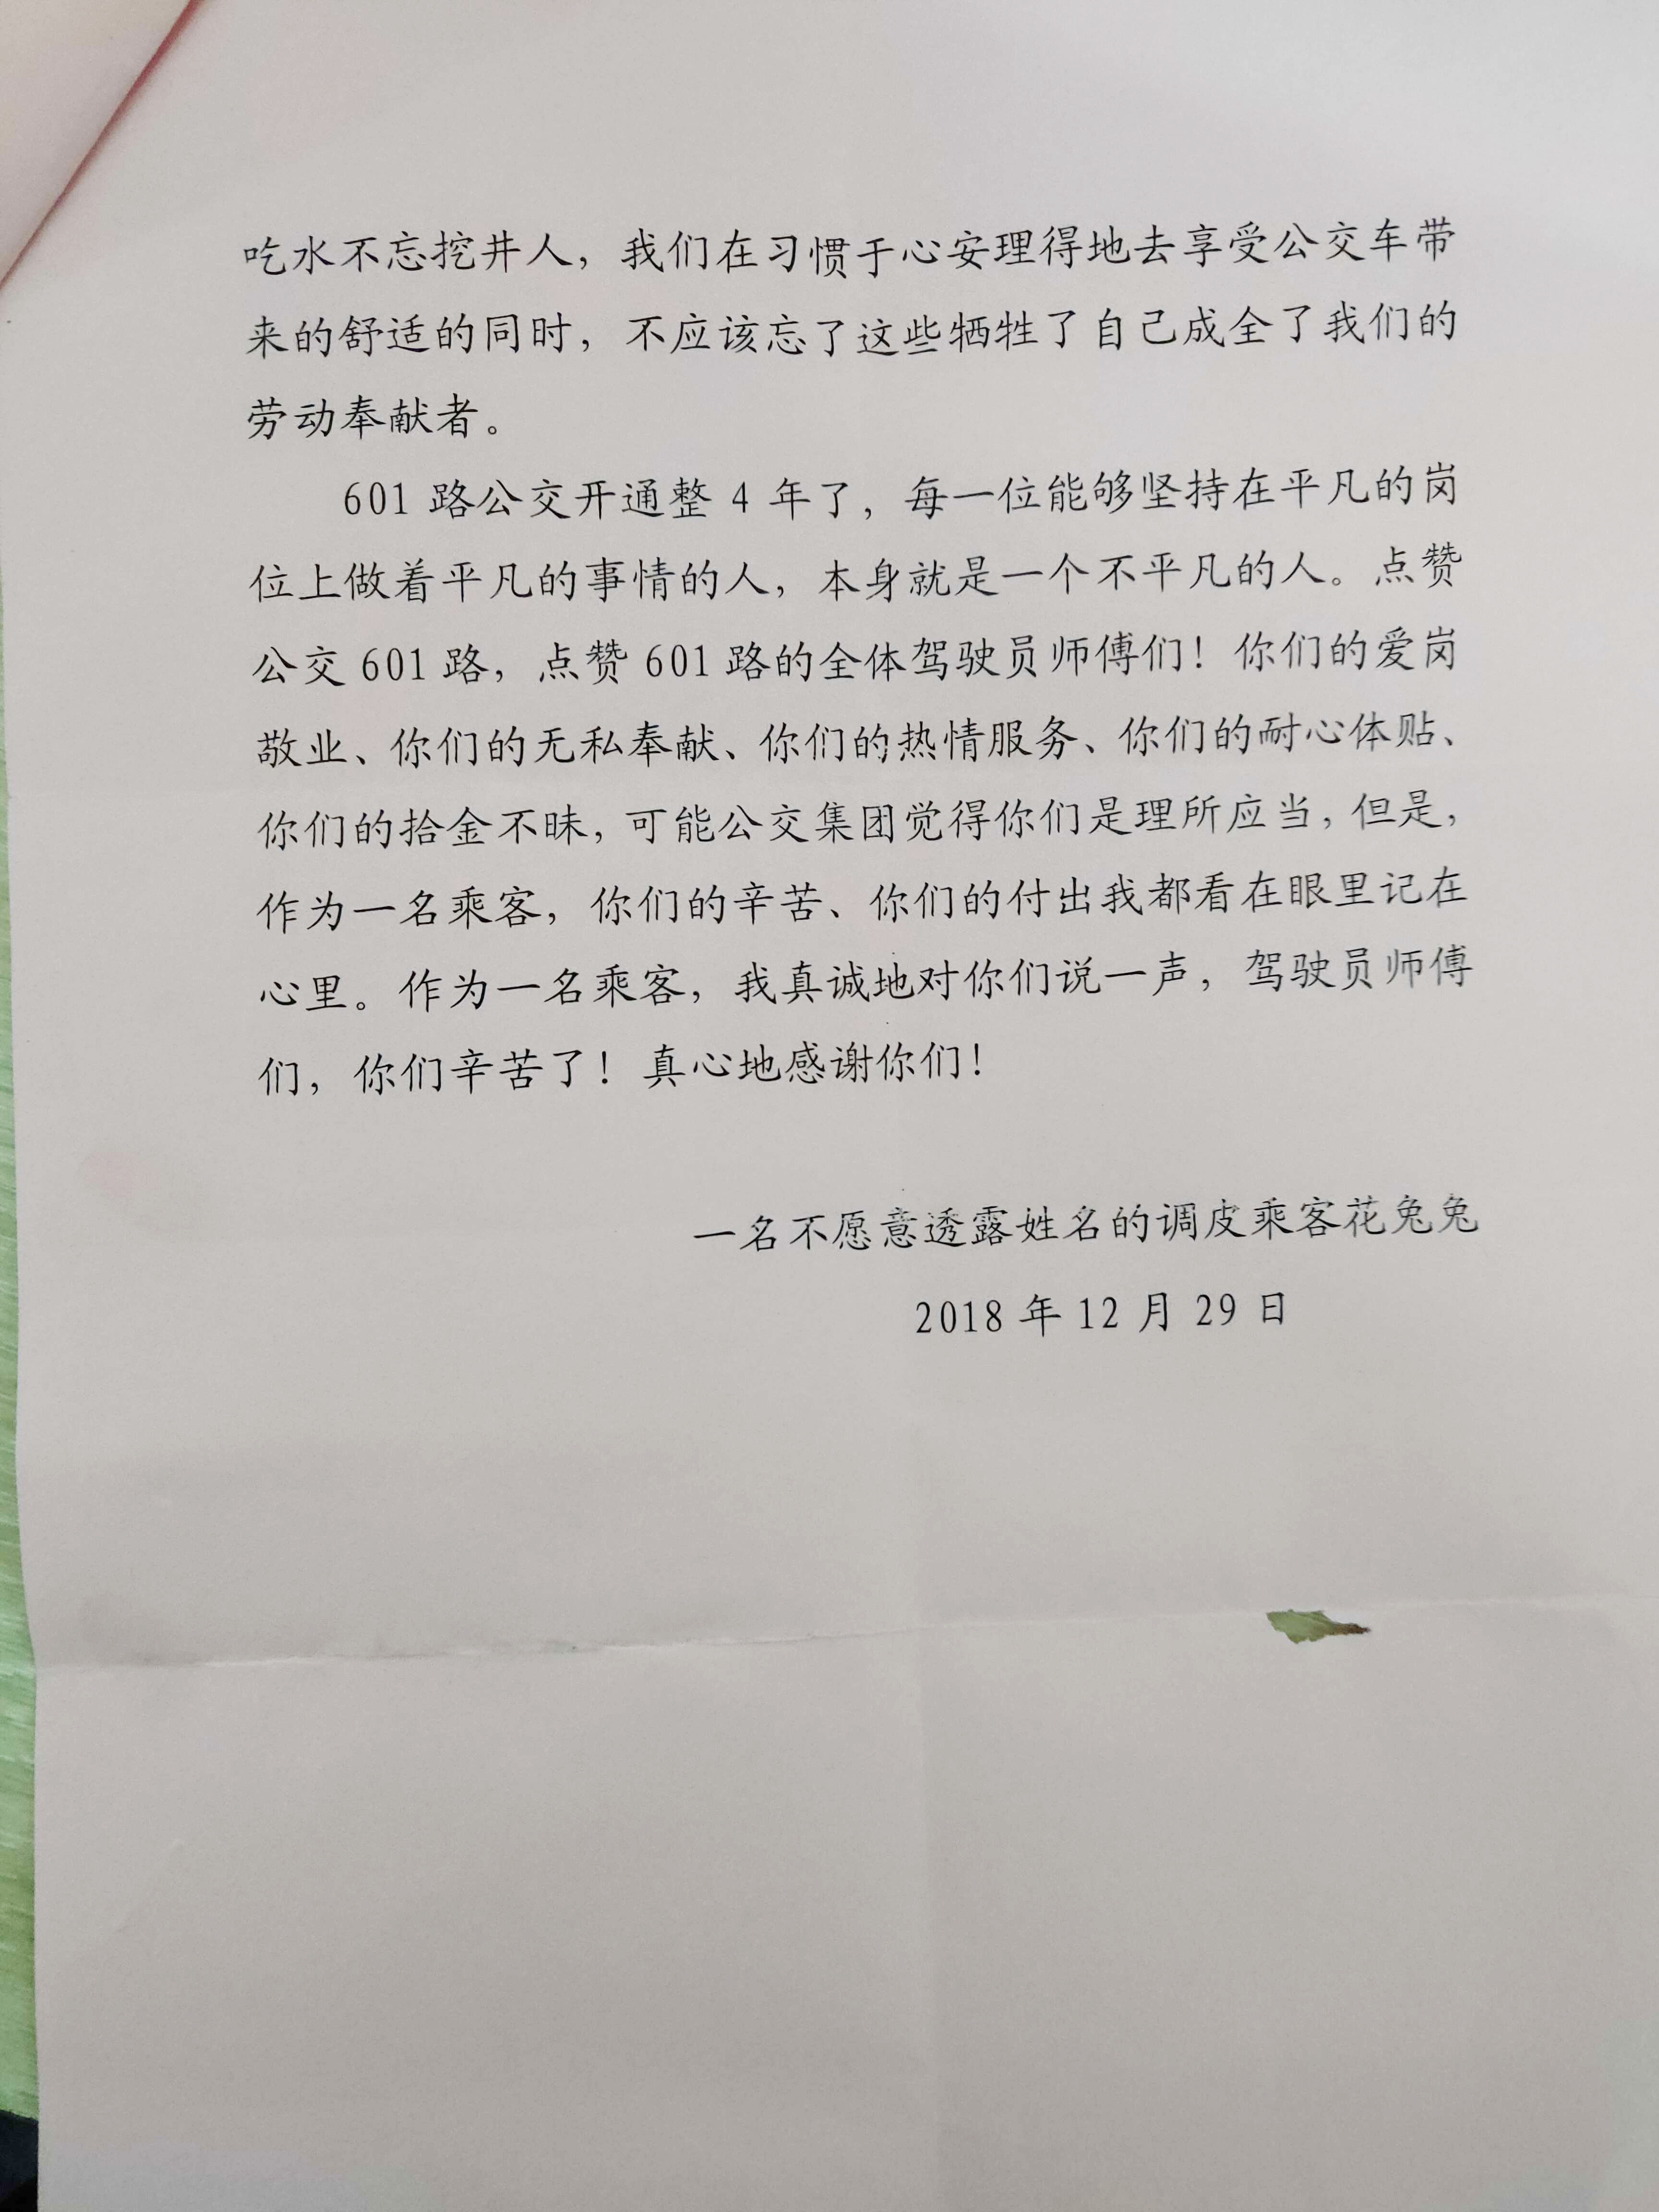 吃水不忘挖井人，我们在习惯于心安理得地去享受公交车带
来的舒适的同时，不应该忘了这些牺牲了自己成全了我们的
劳动奉献者。
601 路公交开通整 4 年了，每一位能够坚持在平凡的岗
位上做着平凡的事情的人，本身就是一个不平凡的人。点赞
公交 601 路，点赞 601 路的全体驾驶员师傅们！你们的爱岗
敬业、你们的无私奉献、你们的热情服务、你们的耐心体贴、
你们的拾金不昧，可能公交集团觉得你们是理所应当，但是，
作为一名乘客，你们的辛苦、你们的付出我都看在眼里记在
心里。作为一名乘客，我真诚地对你们说一声，驾驶员师傅
们，你们辛苦了！真心地感谢你们！
一名不愿意透露姓名的调皮乘客花兔兔
2018 年 12 月 29 日